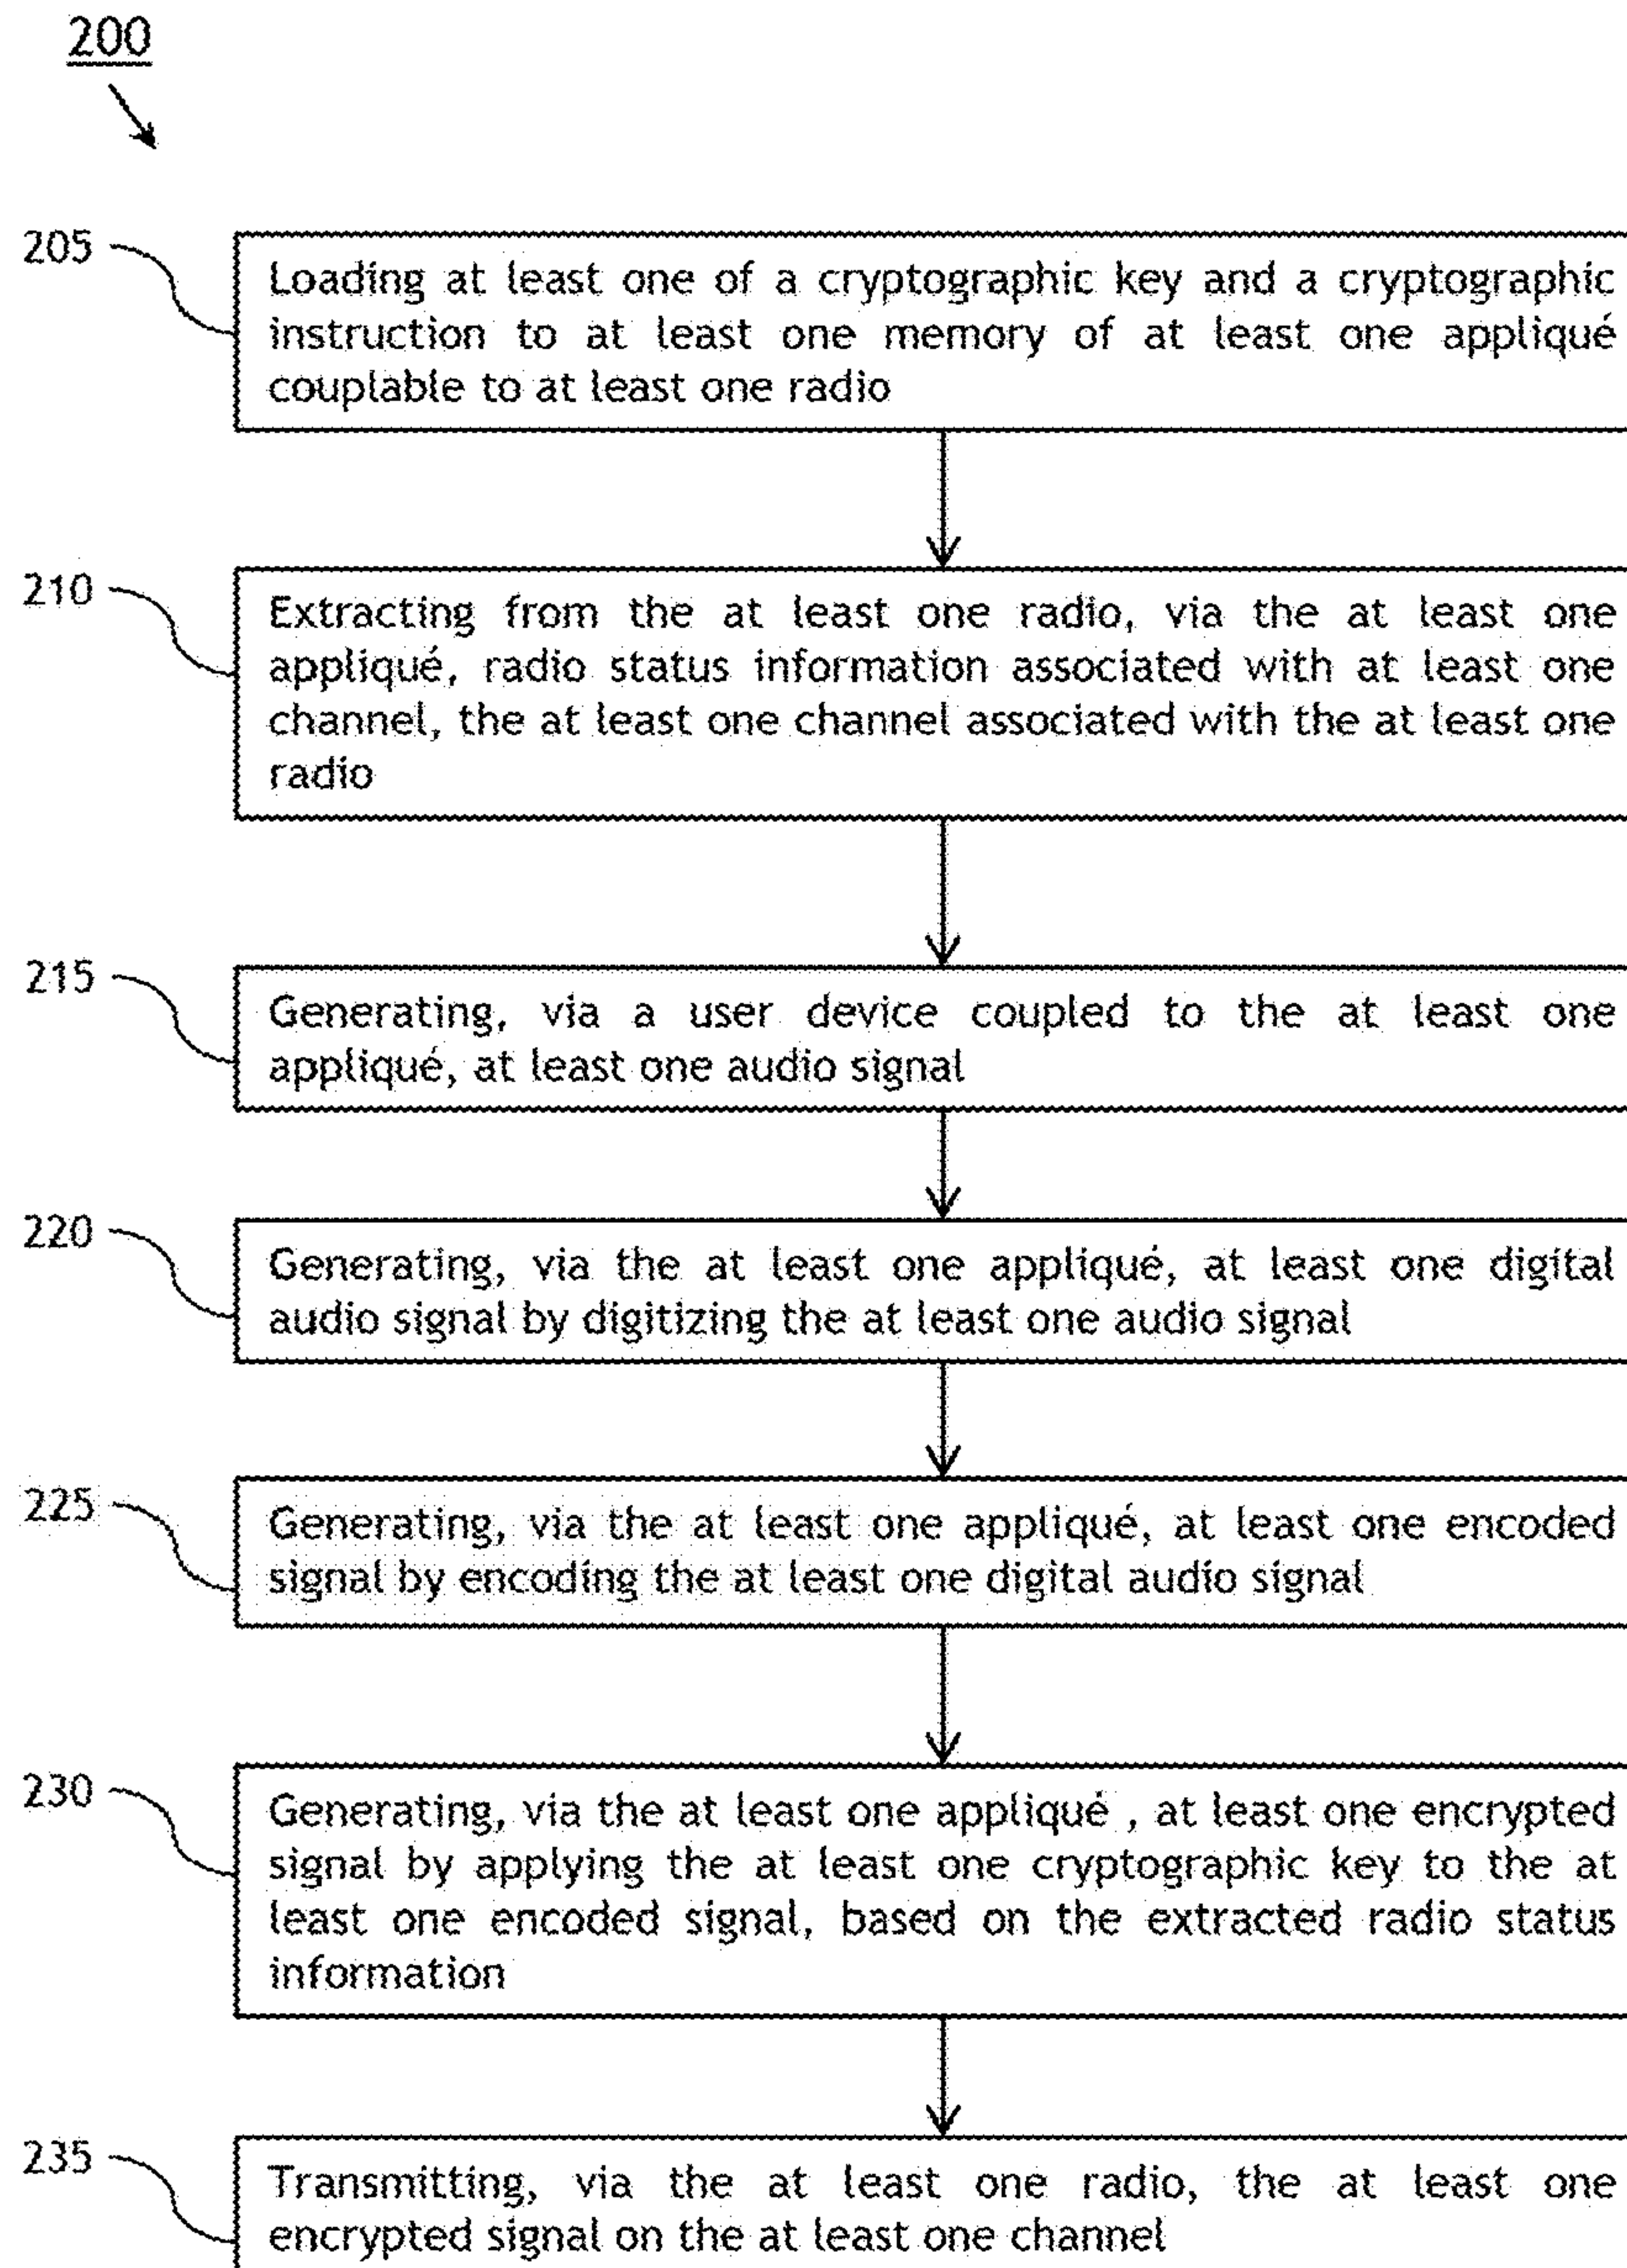 200
205
Loading at least one of a cryptographic key and a cryptographic
instruction to at least one memory of at least one appliqué
couplable to at least one radio
210
Extracting from the at least one radio, via the at least one
appliqué, radio status information associated with at least one
channel, the at least one channel associated with the at least one
radio
215
Generating, via a user device coupled to the at least one
appliqué, at least one audio signal
220
Generating, via the at least one appliqué, at least one digital
audio signal by digitizing the at least one audio signal
225
Generating, via the at least one appliqué, at least one encoded
signal by encoding the at least one digital audio signal
230
Generating, via the at least one appliqué , at least one encrypted
signal by applying the at least one cryptographic key to the at
least one encoded signal, based on the extracted radio status
information
235
Transmitting, via the at least one radio, the at least one
encrypted signal on the at least one channel